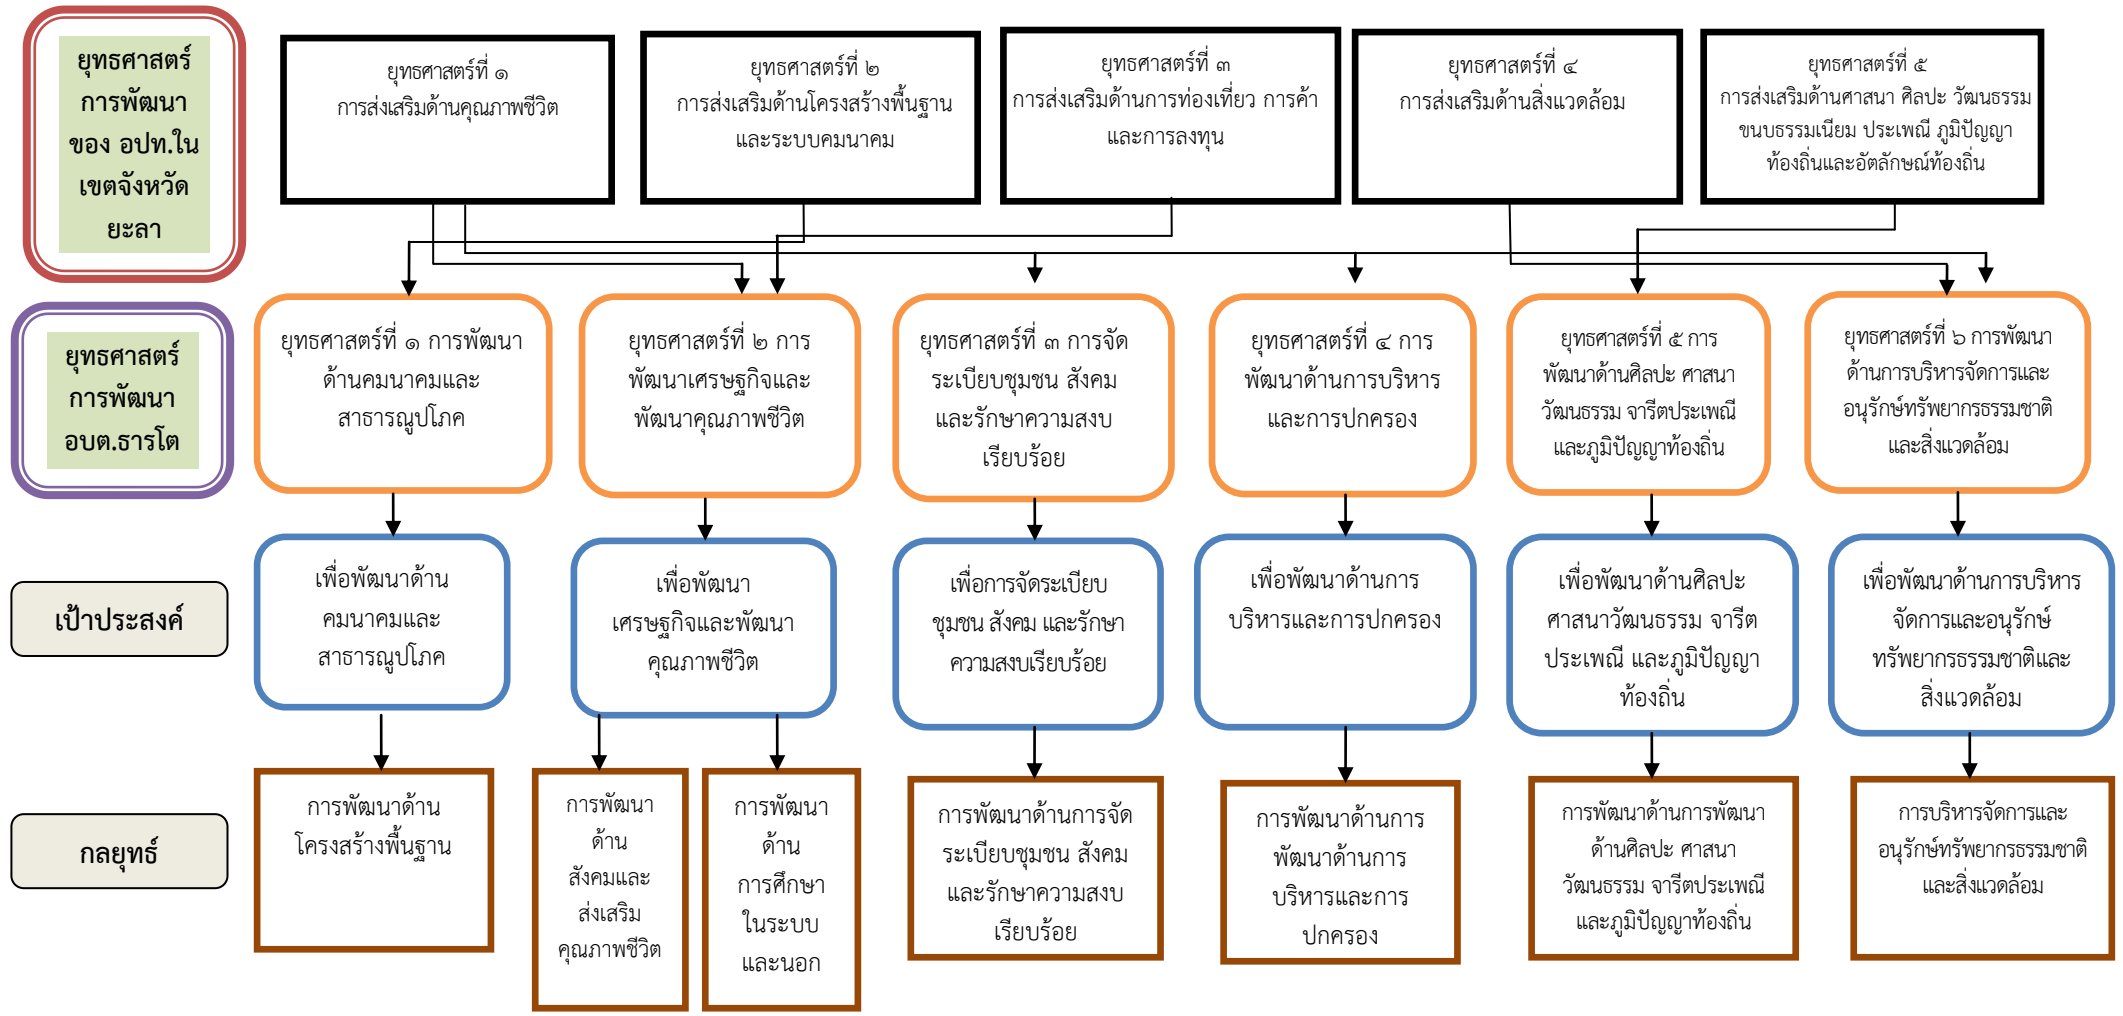 ยุทธศาสตร์
การพัฒนา
ของ อปท.ใน
เขตจังหวัด
ยะลา
ยุทธศาสตร์ที่ ๑
การส่งเสริมด้านคุณภาพชีวิต
ยุทธศาสตร์ที่ ๒
การส่งเสริมด้านโครงสร้างพื้นฐาน
และระบบคมนาคม
ยุทธศาสตร์ที่ ๓
การส่งเสริมด้านการท่องเที่ยว การค้า
และการลงทุน
ยุทธศาสตร์ที่ ๔
การส่งเสริมด้านสิ่งแวดล้อม
ยุทธศาสตร์ที่ ๕
การส่งเสริมด้านศาสนา ศิลปะ วัฒนธรรม
ขนบธรรมเนียม ประเพณี ภูมิปัญญา
ท้องถิ่นและอัตลักษณ์ท้องถิ่น
ยุทธศาสตร์
การพัฒนา
อบต.ธารโต
ยุทธศาสตร์ที่ ๑ การพัฒนา
ด้านคมนาคมและ
สาธารณูปโภค
ยุทธศาสตร์ที่ ๒ การ
พัฒนาเศรษฐกิจและ
พัฒนาคุณภาพชีวิต
ยุทธศาสตร์ที่ ๓ การจัด
ระเบียบชุมชน สังคม
และรักษาความสงบ
เรียบร้อย
ยุทธศาสตร์ที่ ๔ การ
พัฒนาด้านการบริหาร
และการปกครอง
ยุทธศาสตร์ที่ ๕ การ
พัฒนาด้านศิลปะ ศาสนา
วัฒนธรรม จารีตประเพณี
และภูมิปัญญาท้องถิ่น
ยุทธศาสตร์ที่ ๖ การพัฒนา
ด้านการบริหารจัดการและ
อนุรักษ์ทรัพยากรธรรมชาติ
และสิ่งแวดล้อม
เป้าประสงค์
เพื่อพัฒนาด้าน
คมนาคมและ
สาธารณูปโภค
เพื่อพัฒนา
เศรษฐกิจและพัฒนา
คุณภาพชีวิต
เพื่อการจัดระเบียบ
ชุมชน สังคม และรักษา
ความสงบเรียบร้อย
เพื่อพัฒนาด้านการ
บริหารและการปกครอง
เพื่อพัฒนาด้านศิลปะ
ศาสนาวัฒนธรรม จารีต
ประเพณี และภูมิปัญญา
ท้องถิ่น
เพื่อพัฒนาด้านการบริหาร
จัดการและอนุรักษ์
ทรัพยากรธรรมชาติและ
สิ่งแวดล้อม
กลยุทธ์
การพัฒนาด้าน
โครงสร้างพื้นฐาน
การพัฒนา
ด้าน
สังคมและ
ส่งเสริม
คุณภาพชีวิต
การพัฒนา
ด้าน
การศึกษา
ในระบบ
และนอก
การพัฒนาด้านการจัด
ระเบียบชุมชน สังคม
และรักษาความสงบ
เรียบร้อย
การพัฒนาด้านการ
พัฒนาด้านการ
บริหารและการ
ปกครอง
การพัฒนาด้านการพัฒนา
ด้านศิลปะ ศาสนา
วัฒนธรรม จารีตประเพณี
และภูมิปัญญาท้องถิ่น
การบริหารจัดการและ
อนุรักษ์ทรัพยากรธรรมชาติ
และสิ่งแวดล้อม